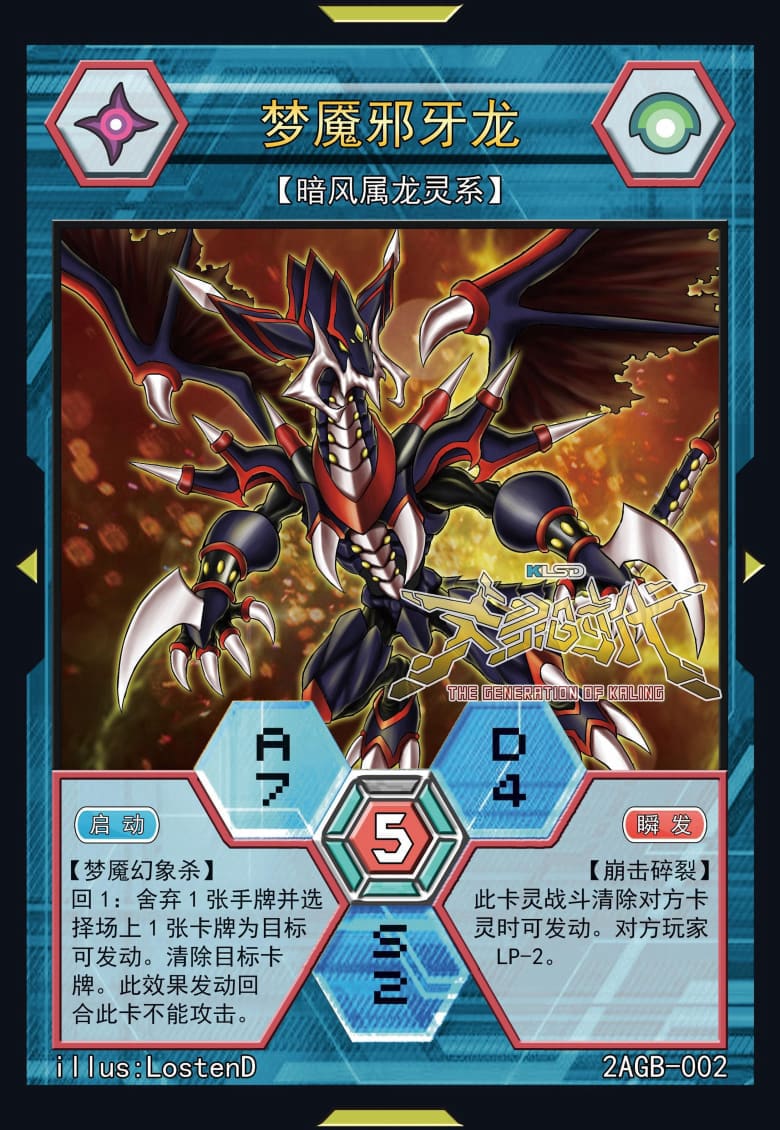 梦魇邪牙龙
【暗风属龙灵系】
KLSD
卡灵时代
THE GENERATION OF KALING
A
7
D
4
5
S
2
启动
【梦魇幻象杀】
回1：舍弃1张手牌并选
择场上1张卡牌为目标
可发动。清除目标卡
牌。此效果发动回
合此卡不能攻击。
瞬发
【崩击碎裂】
此卡灵战斗清除对方卡
灵时可发动。对方玩家
LP-2。
illus:LostenD
2AGB-002